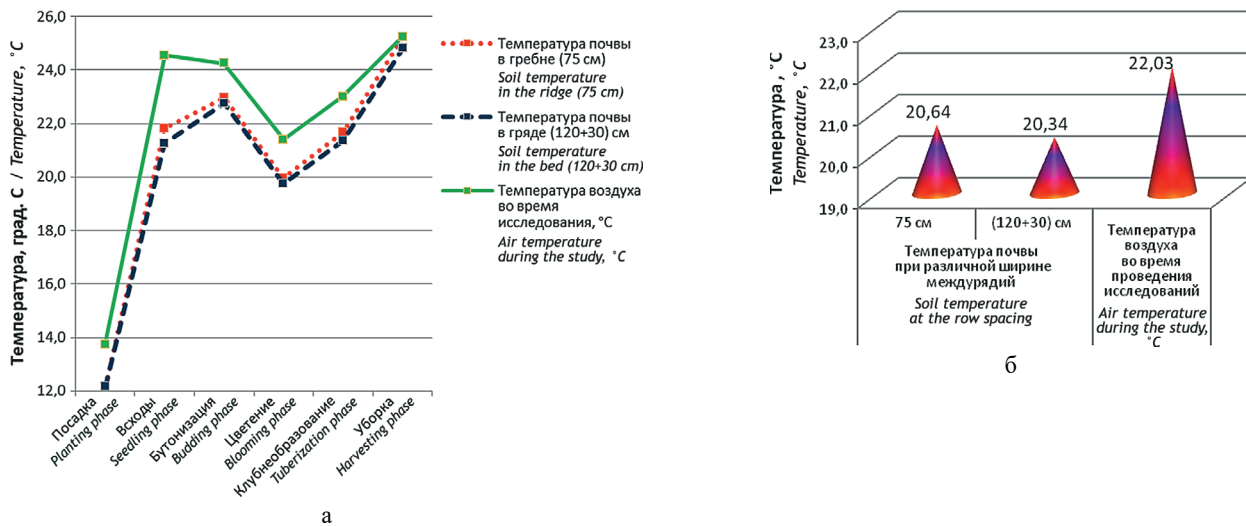 Температура, град. С / Temperature, ˚C
26,0
24,0
22,0
20,0
18,0
16,0
14,0
12,0
Посадка
Planting phase
Всходы
Seedling phase
Бутонизация
Budding phase
Цветение
Blooming phase
Клубнеобразование
Tuberization phase
Уборка
Harvesting phase
Температура почвы
в гребне (75 см)
Soil temperature
in the ridge (75 cm)
Температура почвы
в гряде (120+30) см
Soil temperature
in the bed (120+30 cm)
Температура воздуха
во время
исследования, °С
Air temperature
during the study, ˚C
а
Температура , °С
Temperature, ˚C
23,0
22,0
21,0
20,0
19,0
20,64
20,34
22,03
75 см
(120+30) см
Температура почвы
при различной ширине
междурядий
Soil temperature
at the row spacing
Температура
воздуха
во время
проведения
исследований
Air temperature
during the study,
˚C
б